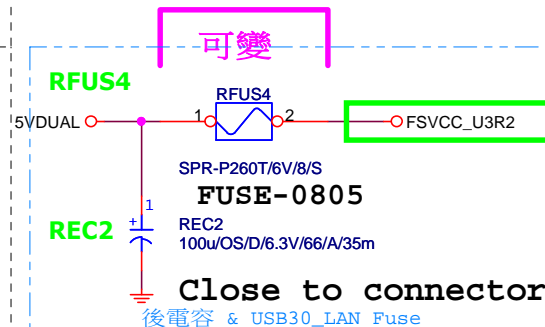 可變
RFUS4
RFUS4
5VDUAL
1
2
FSVCC_U3R2
SPR-P260T/6V/8/S
FUSE-0805
1
+
REC2
REC2
100u/OS/D/6.3V/66/A/35m
Close to connector
後電容 & USB30_LAN Fuse